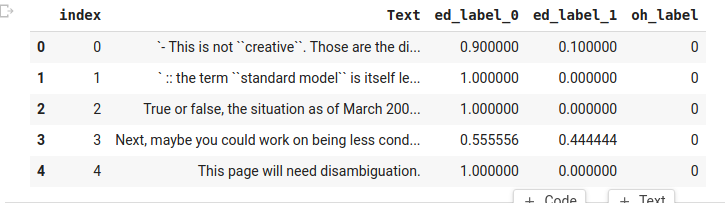 index Text ed_label_0 ed_label_1 oh_label
0 0 `- This is not ``creative``. Those are the di... 0.900000 0.100000 0
1 1 ` :: the term ``standard model`` is itself le... 1.000000 0.000000 0
2 2 True or false, the situation as of March 200... 1.000000 0.000000 0
3 3 Next, maybe you could work on being less cond... 0.555556 0.444444 0
4 4 This page will need disambiguation. 1.000000 0.000000 0
+ Code + Text